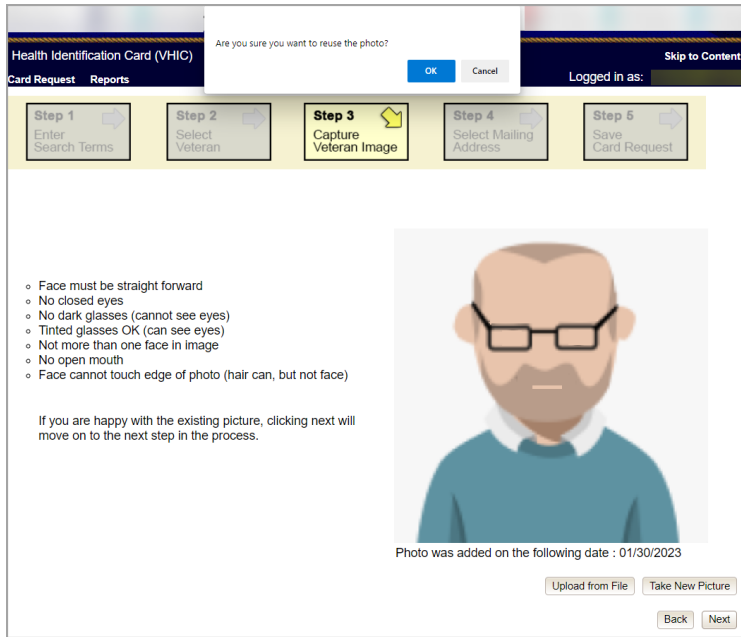 Are you sure you want to reuse the photo?
OK Cancel
Health Identification Card (VHIC)
Skip to Content
Card Request Reports
Logged in as:
Step 1
Enter
Search Terms
Step 2
Select
Veteran
Step 3
Capture
Veteran Image
Step 4
Select Mailing
Address
Step 5
Save
Card Request
Face must be straight forward
No closed eyes
No dark glasses (cannot see eyes)
Tinted glasses OK (can see eyes)
Not more than one face in image
No open mouth
Face cannot touch edge of photo (hair can, but not face)
If you are happy with the existing picture, clicking next will
move on to the next step in the process.
Photo was added on the following date : 01/30/2023
Upload from File Take New Picture
Back Next